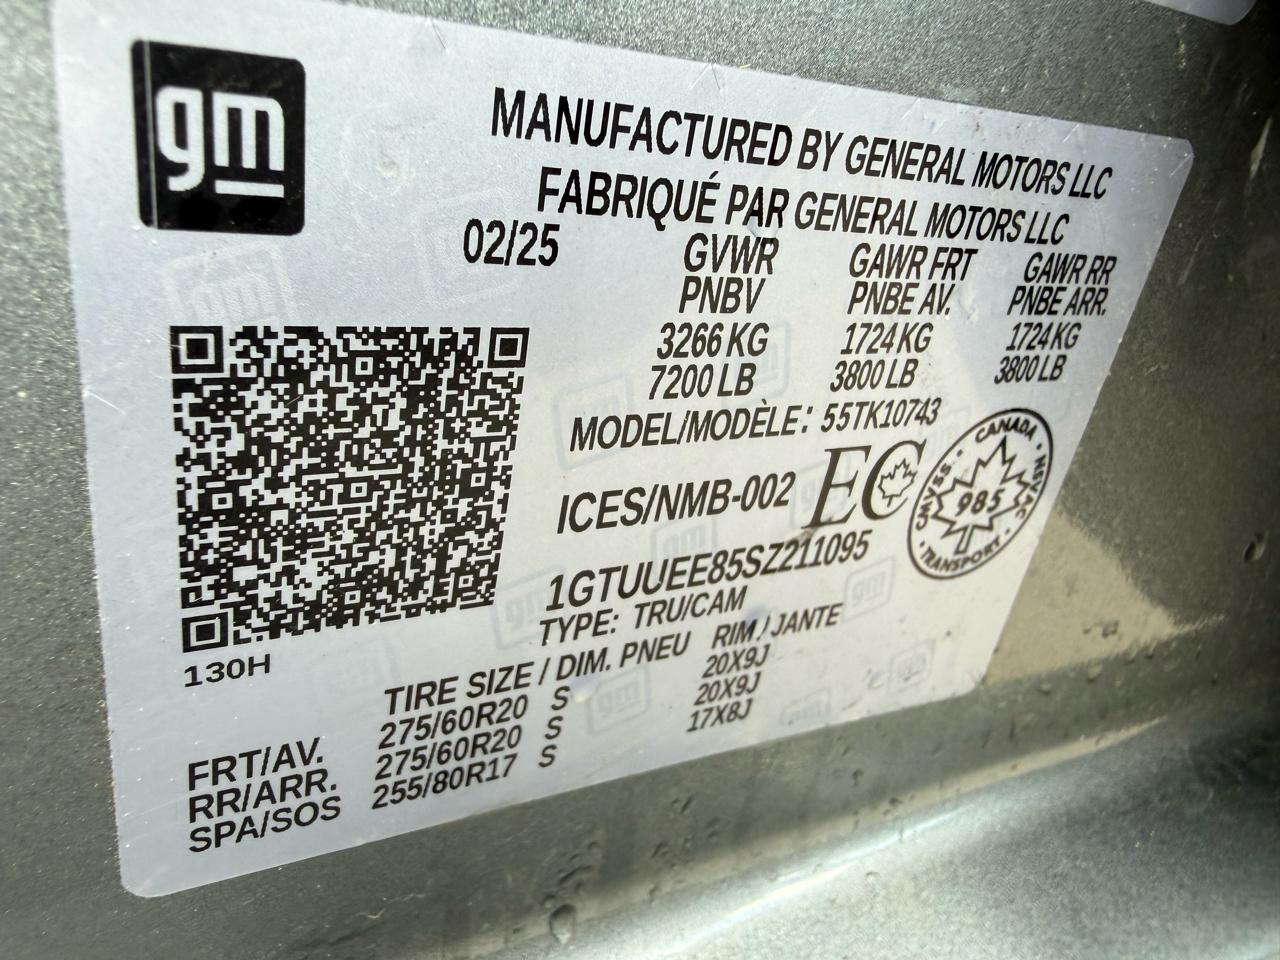 gm
MANUFACTURED BY GENERAL MOTORS LLC
FABRIQUÉ PAR GENERAL MOTORS LLC
02/25 GVWR GAWR FRT GAWR RR
PNBV PNBE AV. PNBE ARR.
3266 KG 1724 KG 1724 KG
7200 LB 3800 LB 3800 LB
MODEL/MODÈLE: 55TK10743
ICES/NMB-002 EC
CANADA · NSVAC · TRANSPORT · CMVSS ·
985
1GTUUEE85SZ211095
TYPE: TRU/CAM
130H
TIRE SIZE / DIM. PNEU RIM / JANTE
FRT/AV. 275/60R20 S 20X9J
RR/ARR. 275/60R20 S 20X9J
SPA/SOS 255/80R17 S 17X8J